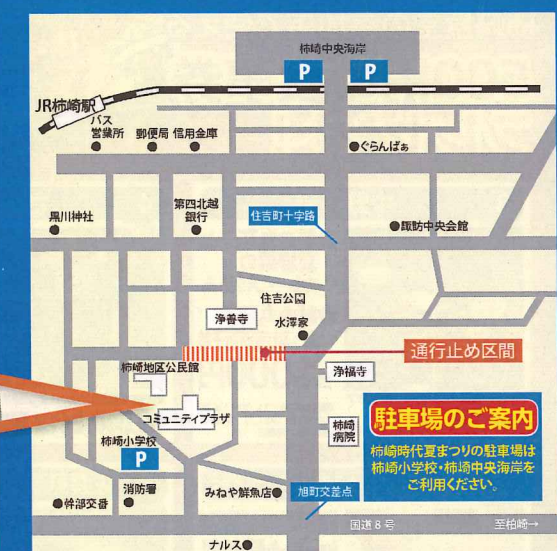 柿崎中央海岸
P
P
JR柿崎駅
バス
営業所
郵便局
信用金庫
ぐらんぱぁ
黒川神社
第四北越
銀行
住吉町十字路
諏訪中央会館
住吉公園
浄善寺
水澤家
通行止め区間
柿崎地区公民館
浄福寺
コミュニティプラザ
柿崎
病院
駐車場のご案内
柿崎時代夏まつりの駐車場は
柿崎小学校・柿崎中央海岸を
ご利用ください。
柿崎小学校
P
消防署
幹部交番
みねや鮮魚店
旭町交差点
国道8号
至柏崎→
ナルス